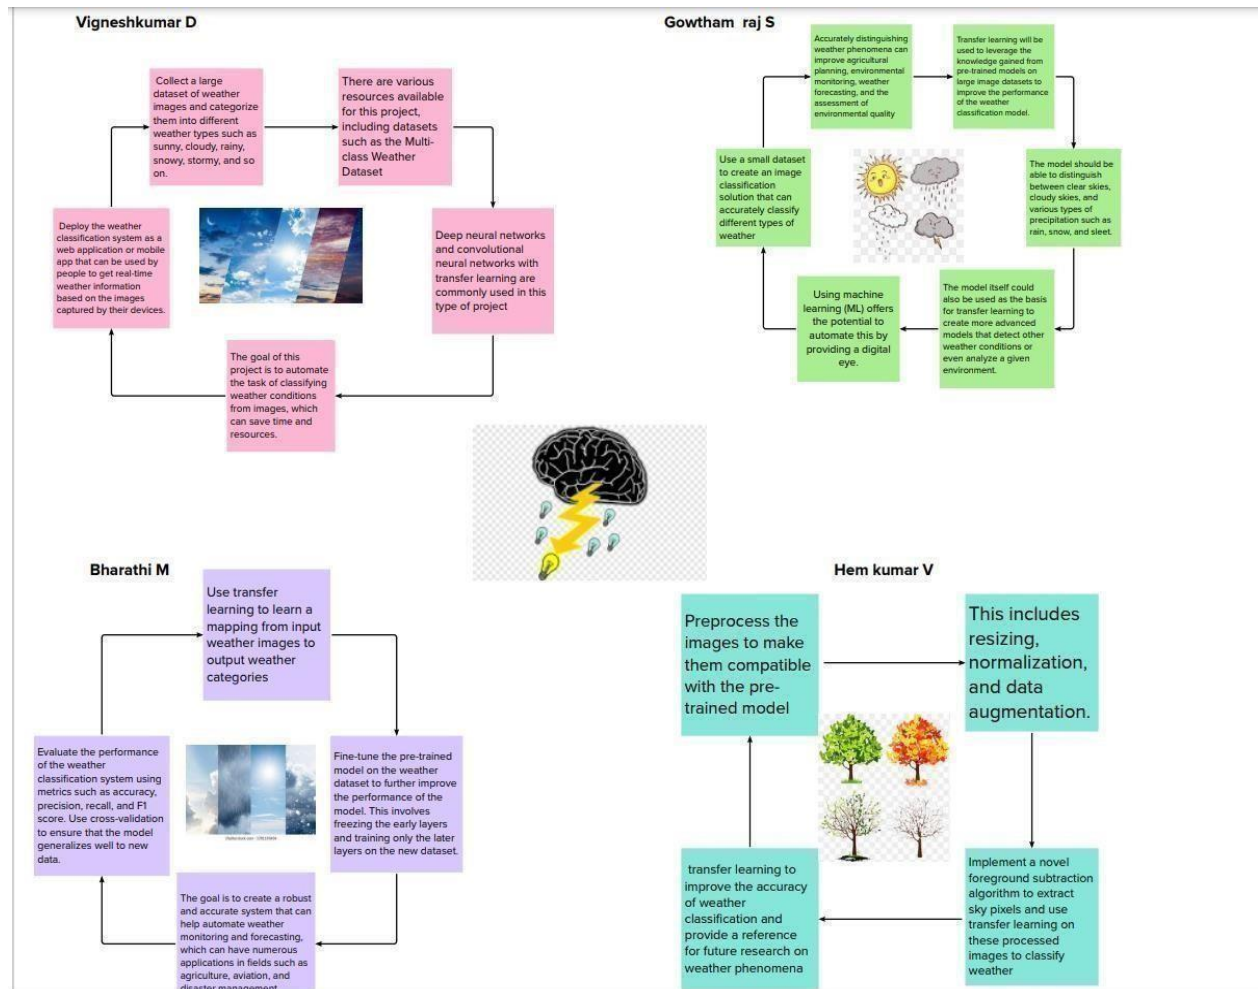 Vigneshkumar D
Collect a large
dataset of weather
images and categorize
them into different
weather types such as
sunny, cloudy, rainy,
snowy, stormy, and so
on.
There are various
resources available
for this project,
including datasets
such as the Multi-
class Weather
Dataset
Deep neural networks
and convolutional
neural networks with
transfer learning are
commonly used in this
type of project
The goal of this
project is to automate
the task of classifying
weather conditions
from images, which
can save time and
resources.
Deploy the weather
classification system as a
web application or mobile
app that can be used by
people to get real-time
weather information
based on the images
captured by their devices.
Gowtham raj S
Accurately distinguishing
weather phenomena can
improve agricultural
planning, environmental
monitoring, weather
forecasting, and the
assessment of
environmental quality
Transfer learning will be
used to leverage the
knowledge gained from
pre-trained models on
large image datasets to
improve the performance
of the weather
classification model.
The model should be
able to distinguish
between clear skies,
cloudy skies, and
various types of
precipitation such as
rain, snow, and sleet.
The model itself could
also be used as the basis
for transfer learning to
create more advanced
models that detect other
weather conditions or
even analyze a given
environment.
Using machine
learning (ML) offers
the potential to
automate this by
providing a digital
eye.
Use a small dataset
to create an image
classification
solution that can
accurately classify
different types of
weather
Bharathi M
Use transfer
learning to learn a
mapping from input
weather images to
output weather
categories
Fine-tune the pre-trained
model on the weather
dataset to further improve
the performance of the
model. This involves
freezing the early layers
and training only the later
layers on the new dataset.
The goal is to create a robust
and accurate system that can
help automate weather
monitoring and forecasting,
which can have numerous
applications in fields such as
agriculture, aviation, and
disaster management
Evaluate the performance
of the weather
classification system using
metrics such as accuracy,
precision, recall, and F1
score. Use cross-validation
to ensure that the model
generalizes well to new
data.
Hem kumar V
Preprocess the
images to make
them compatible
with the pre-
trained model
This includes
resizing,
normalization,
and data
augmentation.
Implement a novel
foreground subtraction
algorithm to extract
sky pixels and use
transfer learning on
these processed
images to classify
weather
transfer learning to
improve the accuracy
of weather
classification and
provide a reference
for future research on
weather phenomena